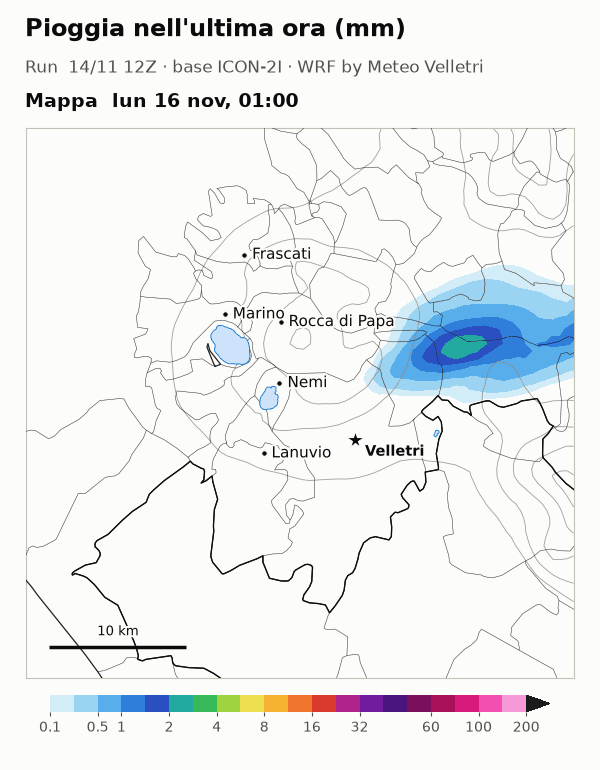 Pioggia nell'ultima ora (mm)
Run  14/11 12Z · base ICON-2I · WRF by Meteo Velletri
Mappa  lun 16 nov, 01:00
Frascati
Marino
Rocca di Papa
Nemi
Velletri
Lanuvio
10 km
0.1 0.5 1 2 4 8 16 32 60 100 200